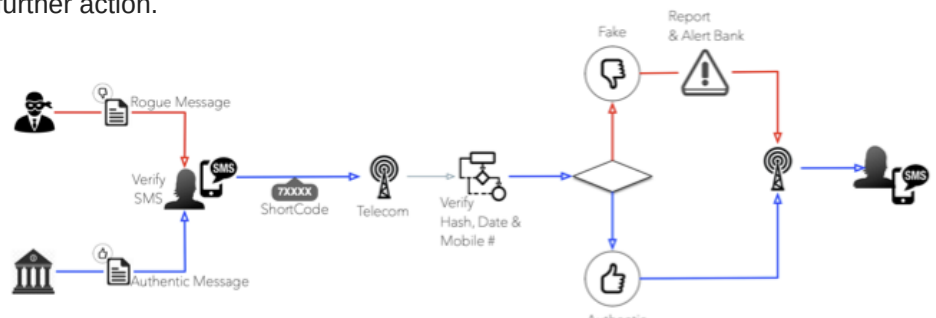 further action.
Report
& Alert Bank
Fake
Rogue Message
SMS
Verify
SMS
7XXXX
ShortCode
Telecom
Verify
Hash, Date &
Mobile #
SMS
Authentic Message
Authentic